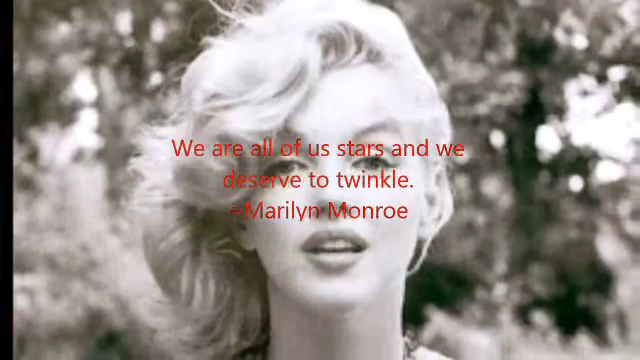 We are all of us stars and we
deserve to twinkle.
~Marilyn Monroe